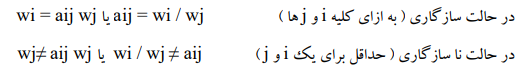 در حالت سازگاری ( به ازای کلیه i و j ها ) aij = wi / wj یا wi = aij wj
در حالت نا سازگاری ( حداقل برای یک i و j ) wi / wj ≠ aij یا wj≠ aij wj